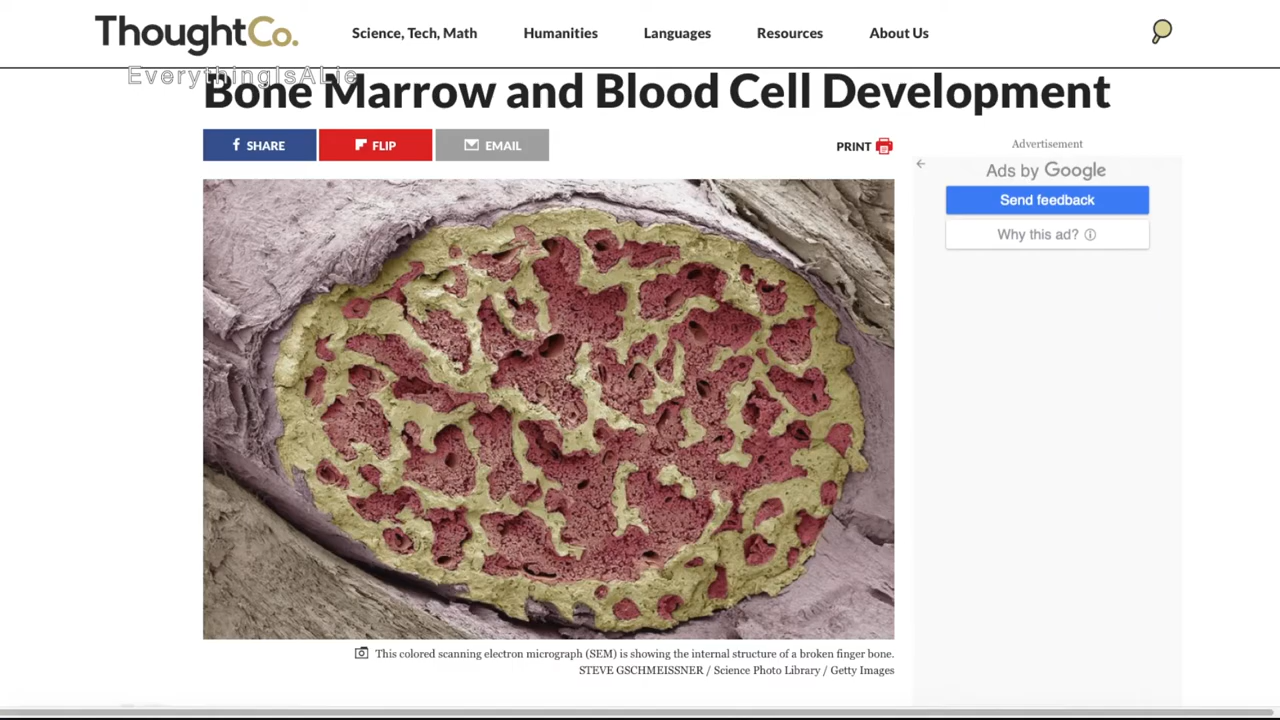 ThoughtCo.
Science, Tech, Math
Humanities
Languages
Resources
About Us
EverythingIsALie
Bone Marrow and Blood Cell Development
SHARE
FLIP
EMAIL
PRINT
Advertisement
Ads by Google
Send feedback
Why this ad?
This colored scanning electron micrograph (SEM) is showing the internal structure of a broken finger bone.
STEVE GSCHMEISSNER / Science Photo Library / Getty Images